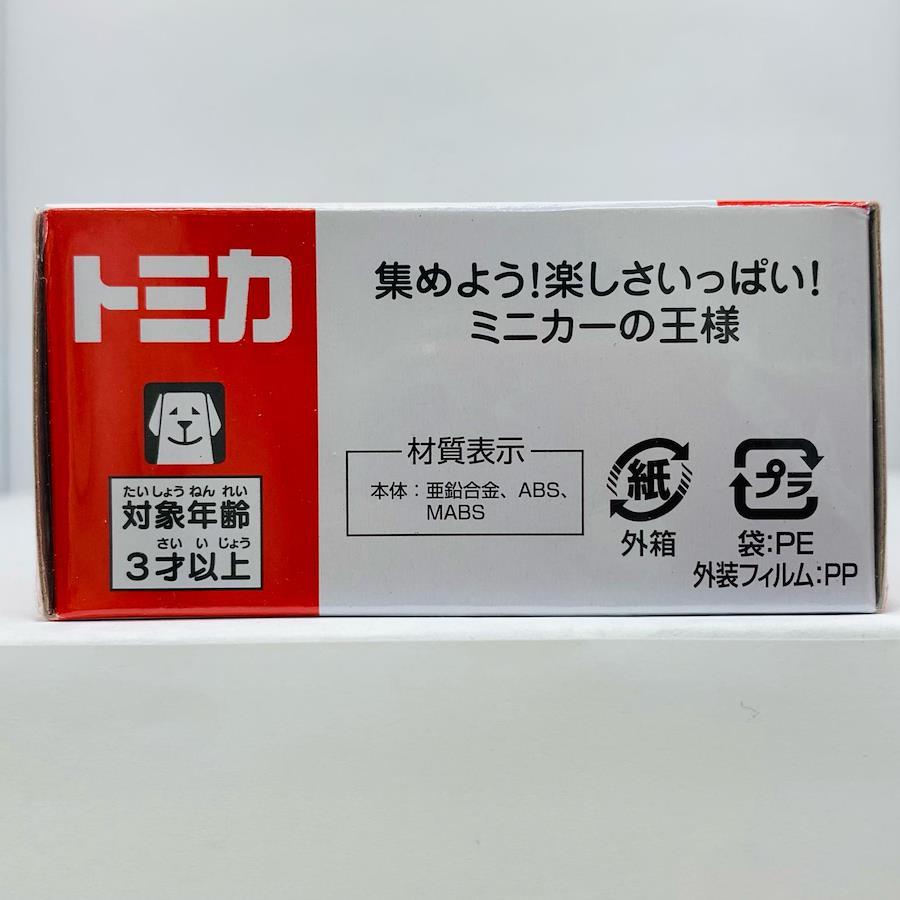 トミカ
たいしょうねんれい
対象年齢
さいいじょう
3才以上
集めよう!楽しさいっぱい!
ミニカーの王様
材質表示
本体:亜鉛合金、ABS、
MABS
紙
外箱
プラ
袋:PE
外装フィルム:PP